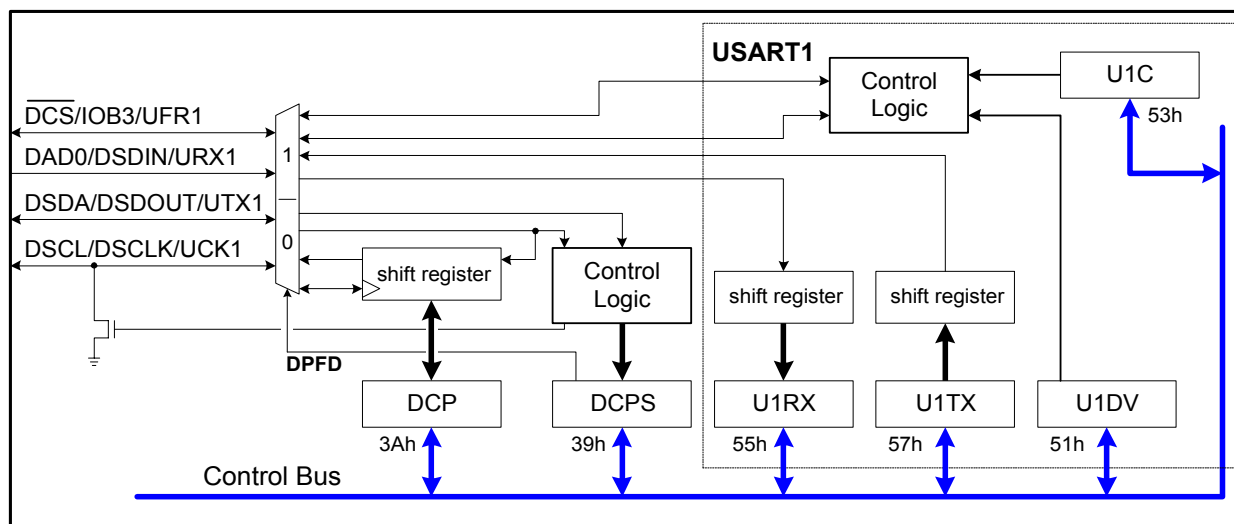 USART1
Control
Logic
U1C
53h
DCS/IOB3/UFR1
DAD0/DSDIN/URX1
DSDA/DSDOUT/UTX1
DSCL/DSCLK/UCK1
1
0
shift register
Control
Logic
shift register
shift register
DPFD
DCP
DCPS
U1RX
U1TX
U1DV
3Ah
39h
55h
57h
51h
Control Bus